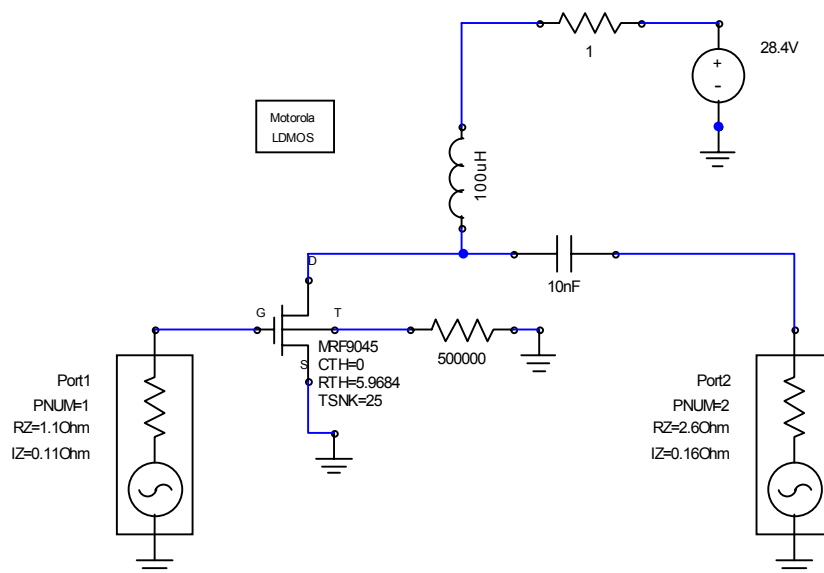 28.4V
+
-
1
Motorola
LDMOS
100uH
D
10nF
G
T
S
MRF9045
CTH=0
RTH=5.9684
TSNK=25
500000
Port1
PNUM=1
RZ=1.1Ohm
IZ=0.11Ohm
Port2
PNUM=2
RZ=2.6Ohm
IZ=0.16Ohm